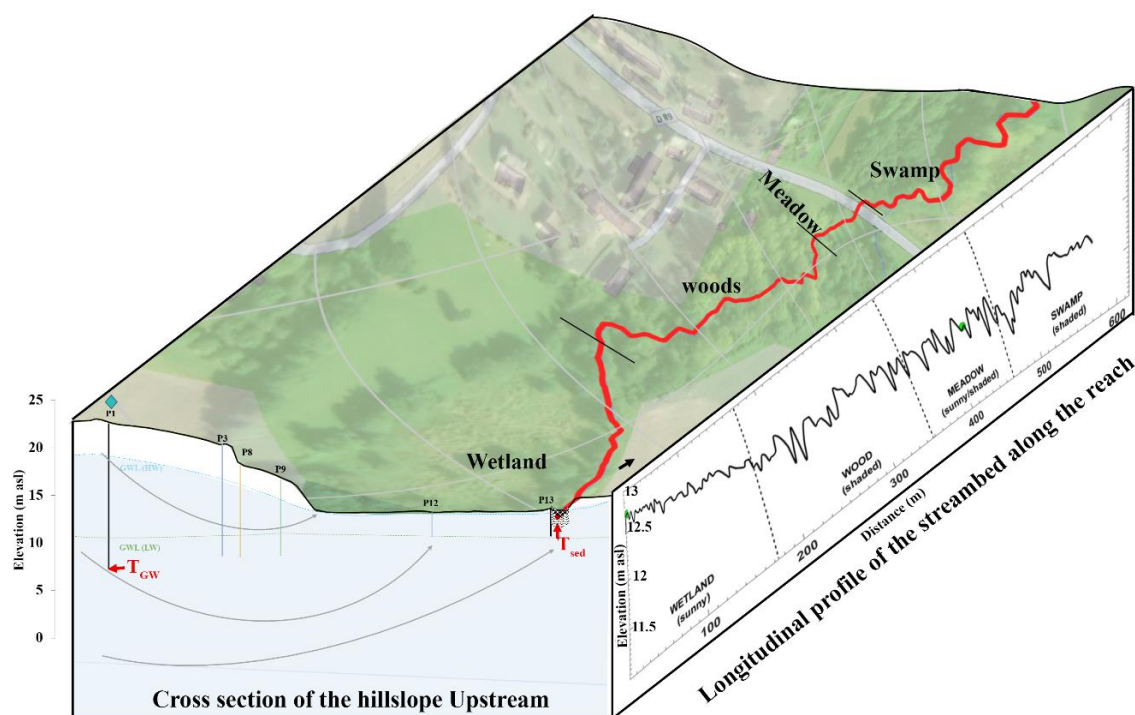 D 89
Swamp
Meadow
woods
Wetland
25
20
15
10
5
0
Elevation (m asl)
P1
P3
P8
P9
P12
P13
GWL (HW)
GWL (LW)
T GW
T sed
Cross section of the hillslope Upstream
13
12.5
12
11.5
Elevation (m asl)
WETLAND
(sunny)
WOOD
(shaded)
MEADOW
(sunny/shaded)
SWAMP
(shaded)
100
200
300
400
500
600
Distance (m)
Longitudinal profile of the streambed along the reach